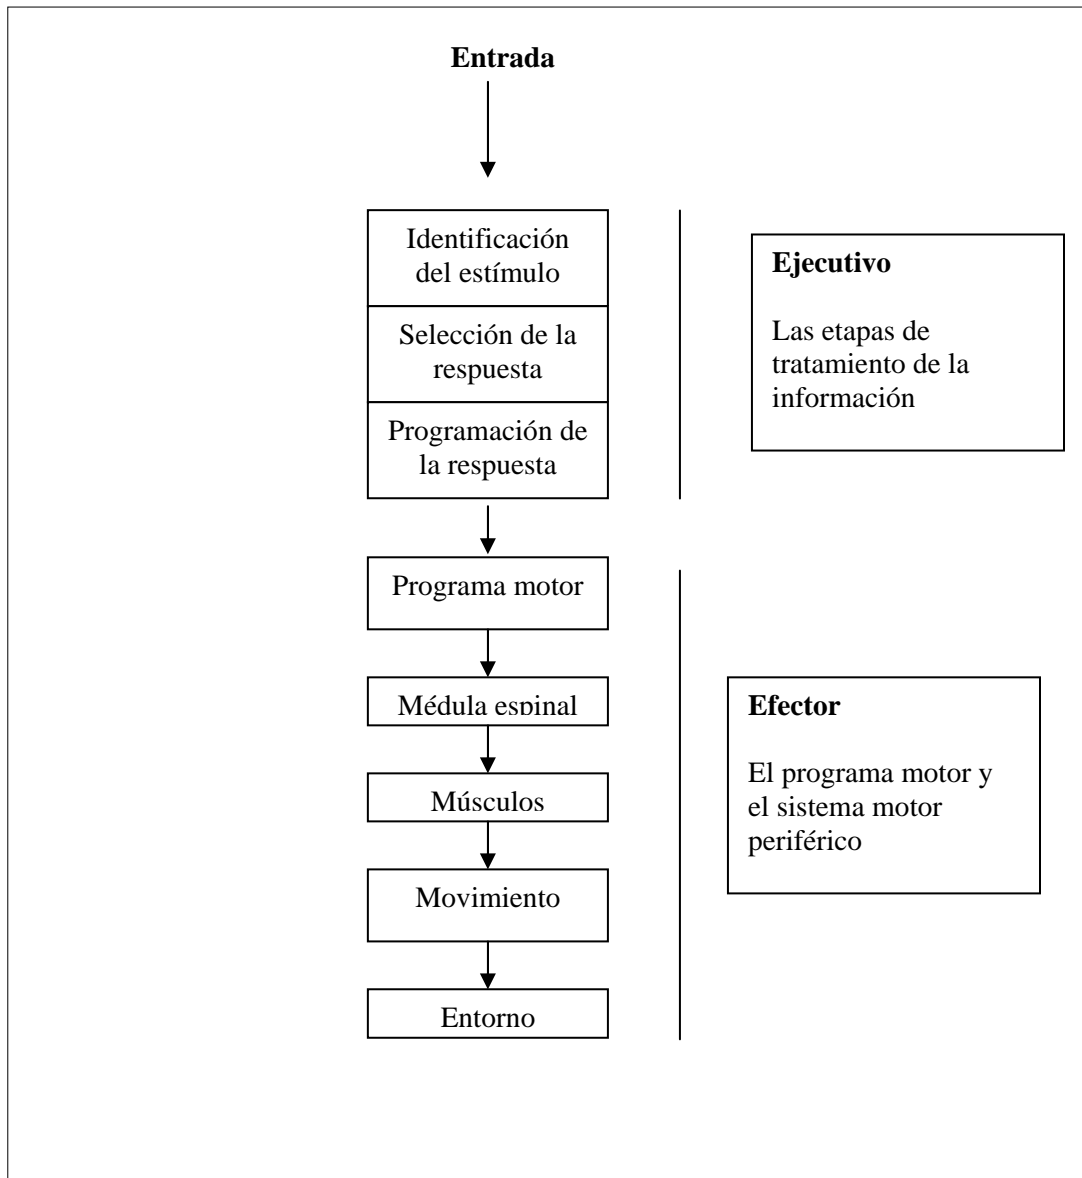 Entrada
Identificación
del estímulo
Selección de la
respuesta
Programación de
la respuesta
Ejecutivo
Las etapas de
tratamiento de la
información
Programa motor
Médula espinal
Músculos
Movimiento
Entorno
Efector
El programa motor y
el sistema motor
periférico